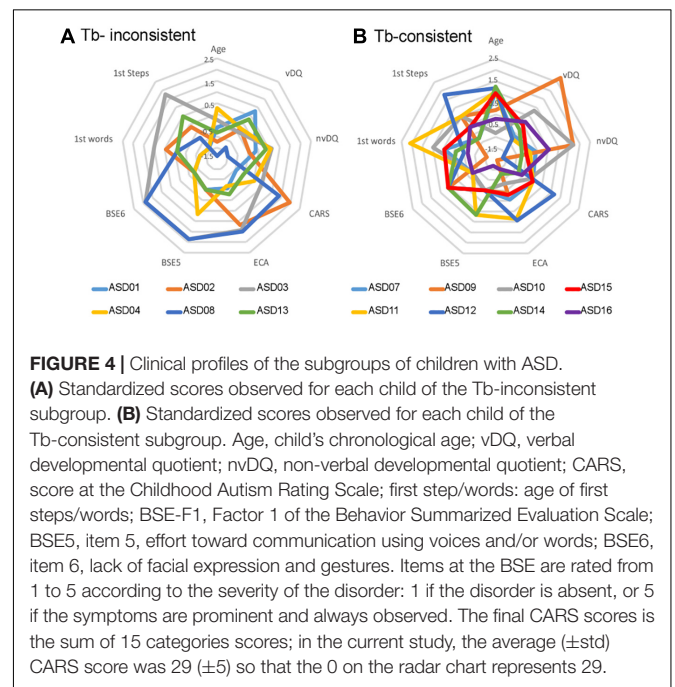 A Tb- inconsistent
B Tb-consistent
Age
2.5
1.5
0.5
1.5
vDQ
nvDQ
CARS
ECA
BSE5
BSE6
1st words
1st Steps
Age
2.5
1.5
0.5
-1.5
vDQ
nvDQ
CARS
ECA
BSE5
BSE6
1st words
1st Steps
ASD01 ASD02 ASD03
ASD04 ASD08 ASD13
ASD07 ASD09 ASD10 ASD15
ASD11 ASD12 ASD14 ASD16
FIGURE 4 | Clinical profiles of the subgroups of children with ASD.
(A) Standardized scores observed for each child of the Tb-inconsistent
subgroup. (B) Standardized scores observed for each child of the
Tb-consistent subgroup. Age, child's chronological age; vDQ, verbal
developmental quotient; nvDQ, non-verbal developmental quotient; CARS,
score at the Childhood Autism Rating Scale; first step/words: age of first
steps/words; BSE-F1, Factor 1 of the Behavior Summarized Evaluation Scale;
BSE5, item 5, effort toward communication using voices and/or words; BSE6,
item 6, lack of facial expression and gestures. Items at the BSE are rated from
1 to 5 according to the severity of the disorder: 1 if the disorder is absent, or 5
if the symptoms are prominent and always observed. The final CARS scores is
the sum of 15 categories scores; in the current study, the average (±std)
CARS score was 29 (±5) so that the 0 on the radar chart represents 29.